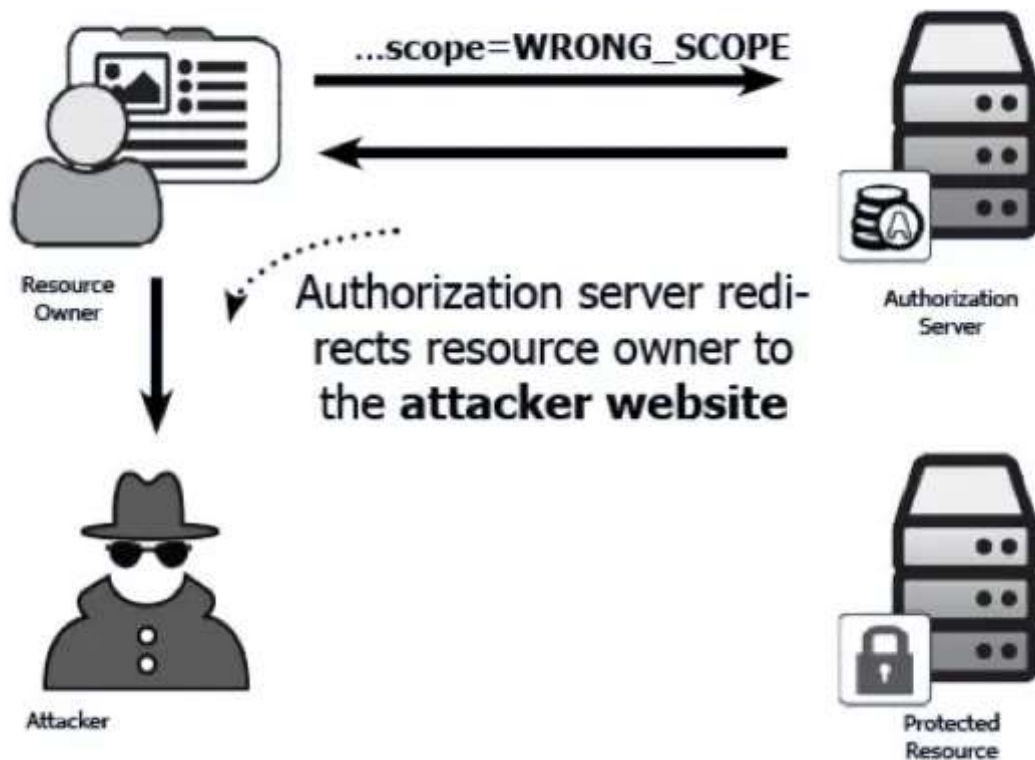 ...scope=WRONG_SCOPE
Resource
Owner
Authorization server redi-
rects resource owner to
the attacker website
Authorization
Server
A
Attacker
Protected
Resource